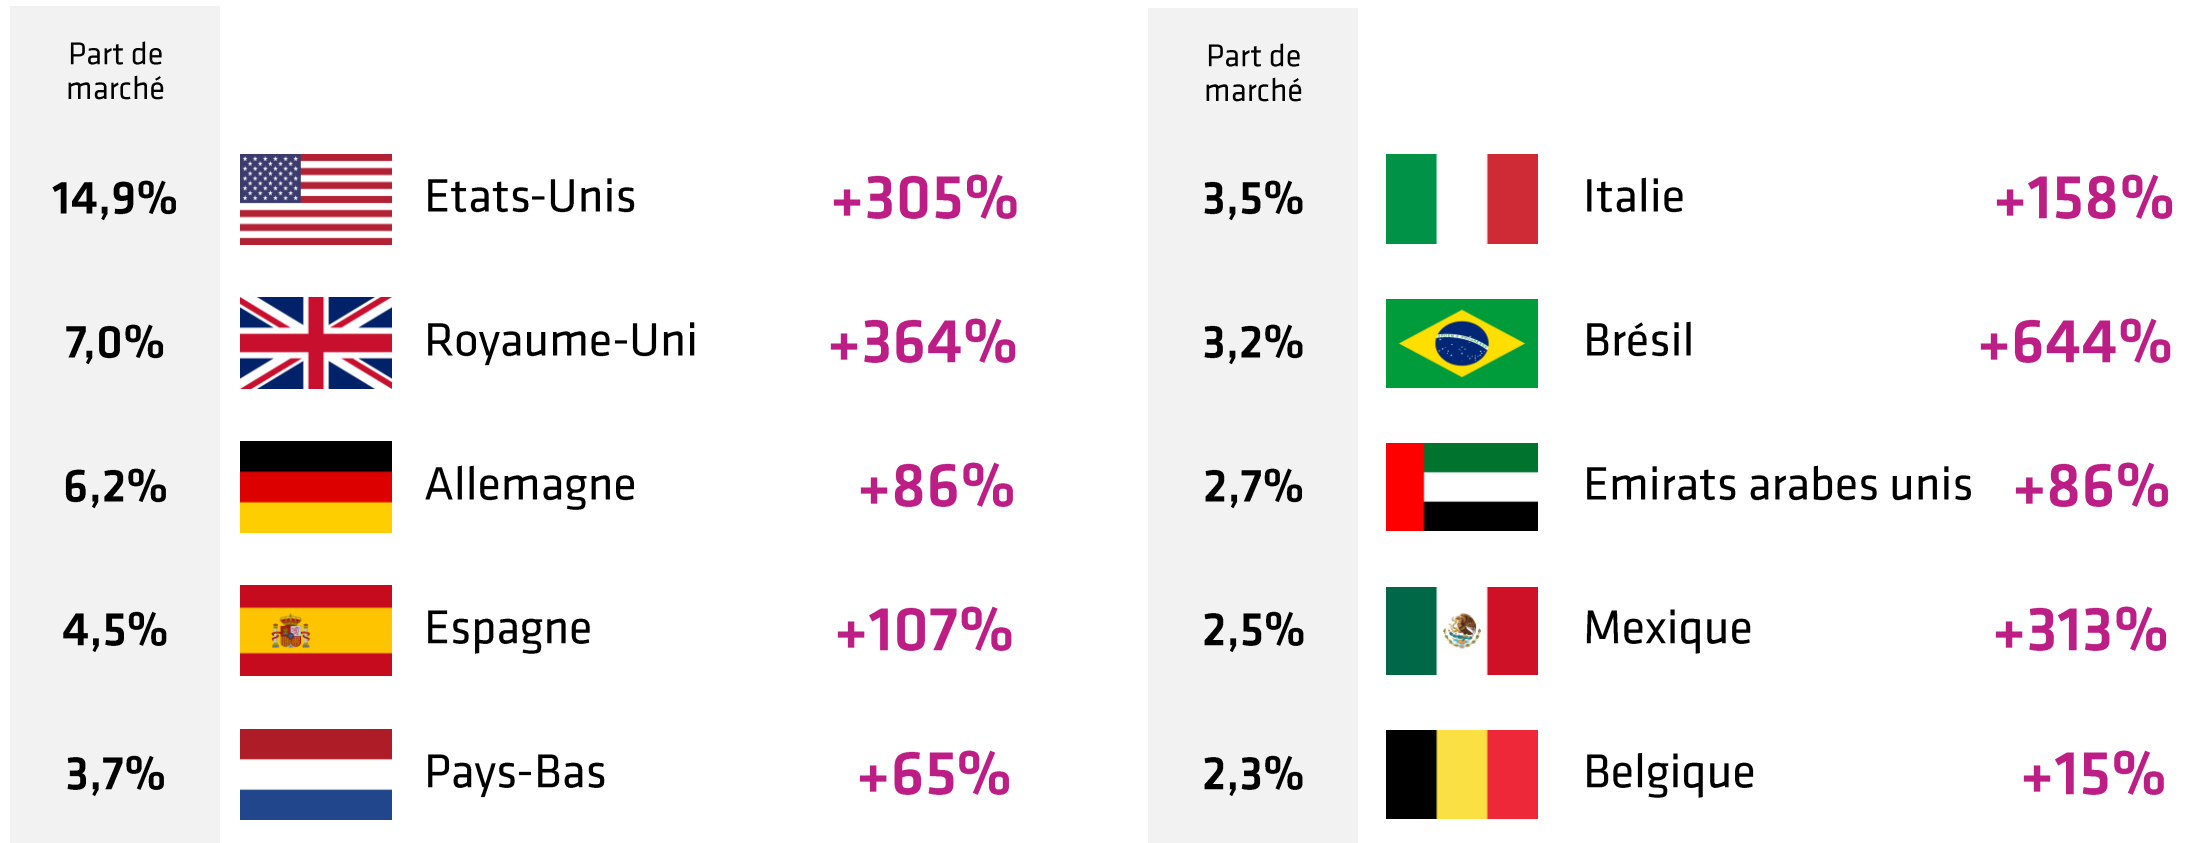 Part de
marché
14,9% Etats-Unis +305%
7,0% Royaume-Uni +364%
6,2% Allemagne +86%
4,5% Espagne +107%
3,7% Pays-Bas +65%
Part de
marché
3,5% Italie +158%
3,2% Brésil +644%
2,7% Emirats arabes unis +86%
2,5% Mexique +313%
2,3% Belgique +15%